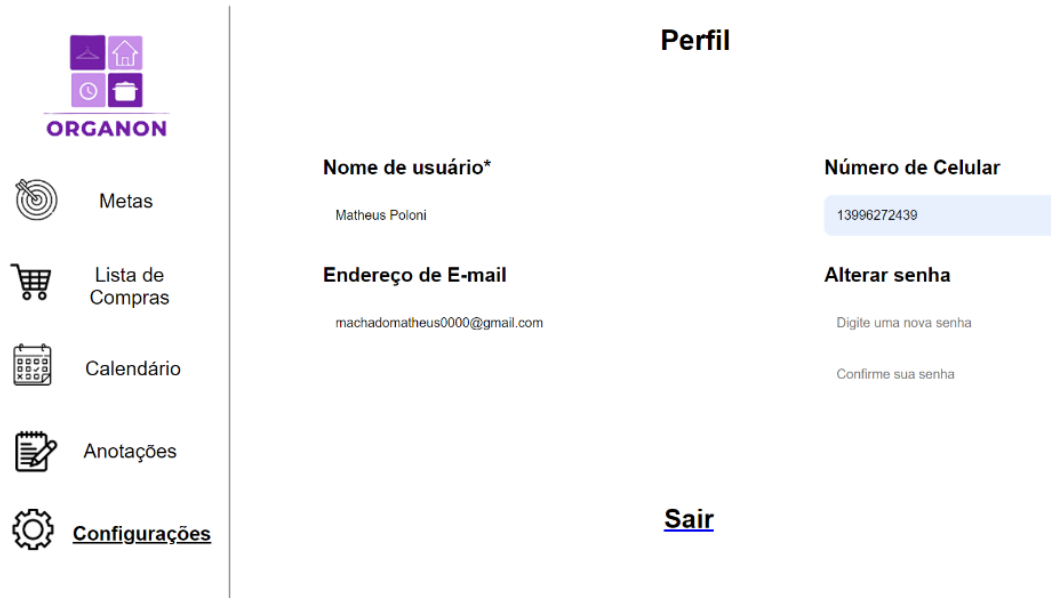 ORGANON
Metas
Lista de
Compras
Calendário
Anotações
Configurações
Perfil
Nome de usuário*
Matheus Poloni
Número de Celular
13996272439
Endereço de E-mail
machadomatheus0000@gmail.com
Alterar senha
Digite uma nova senha
Confirme sua senha
Sair